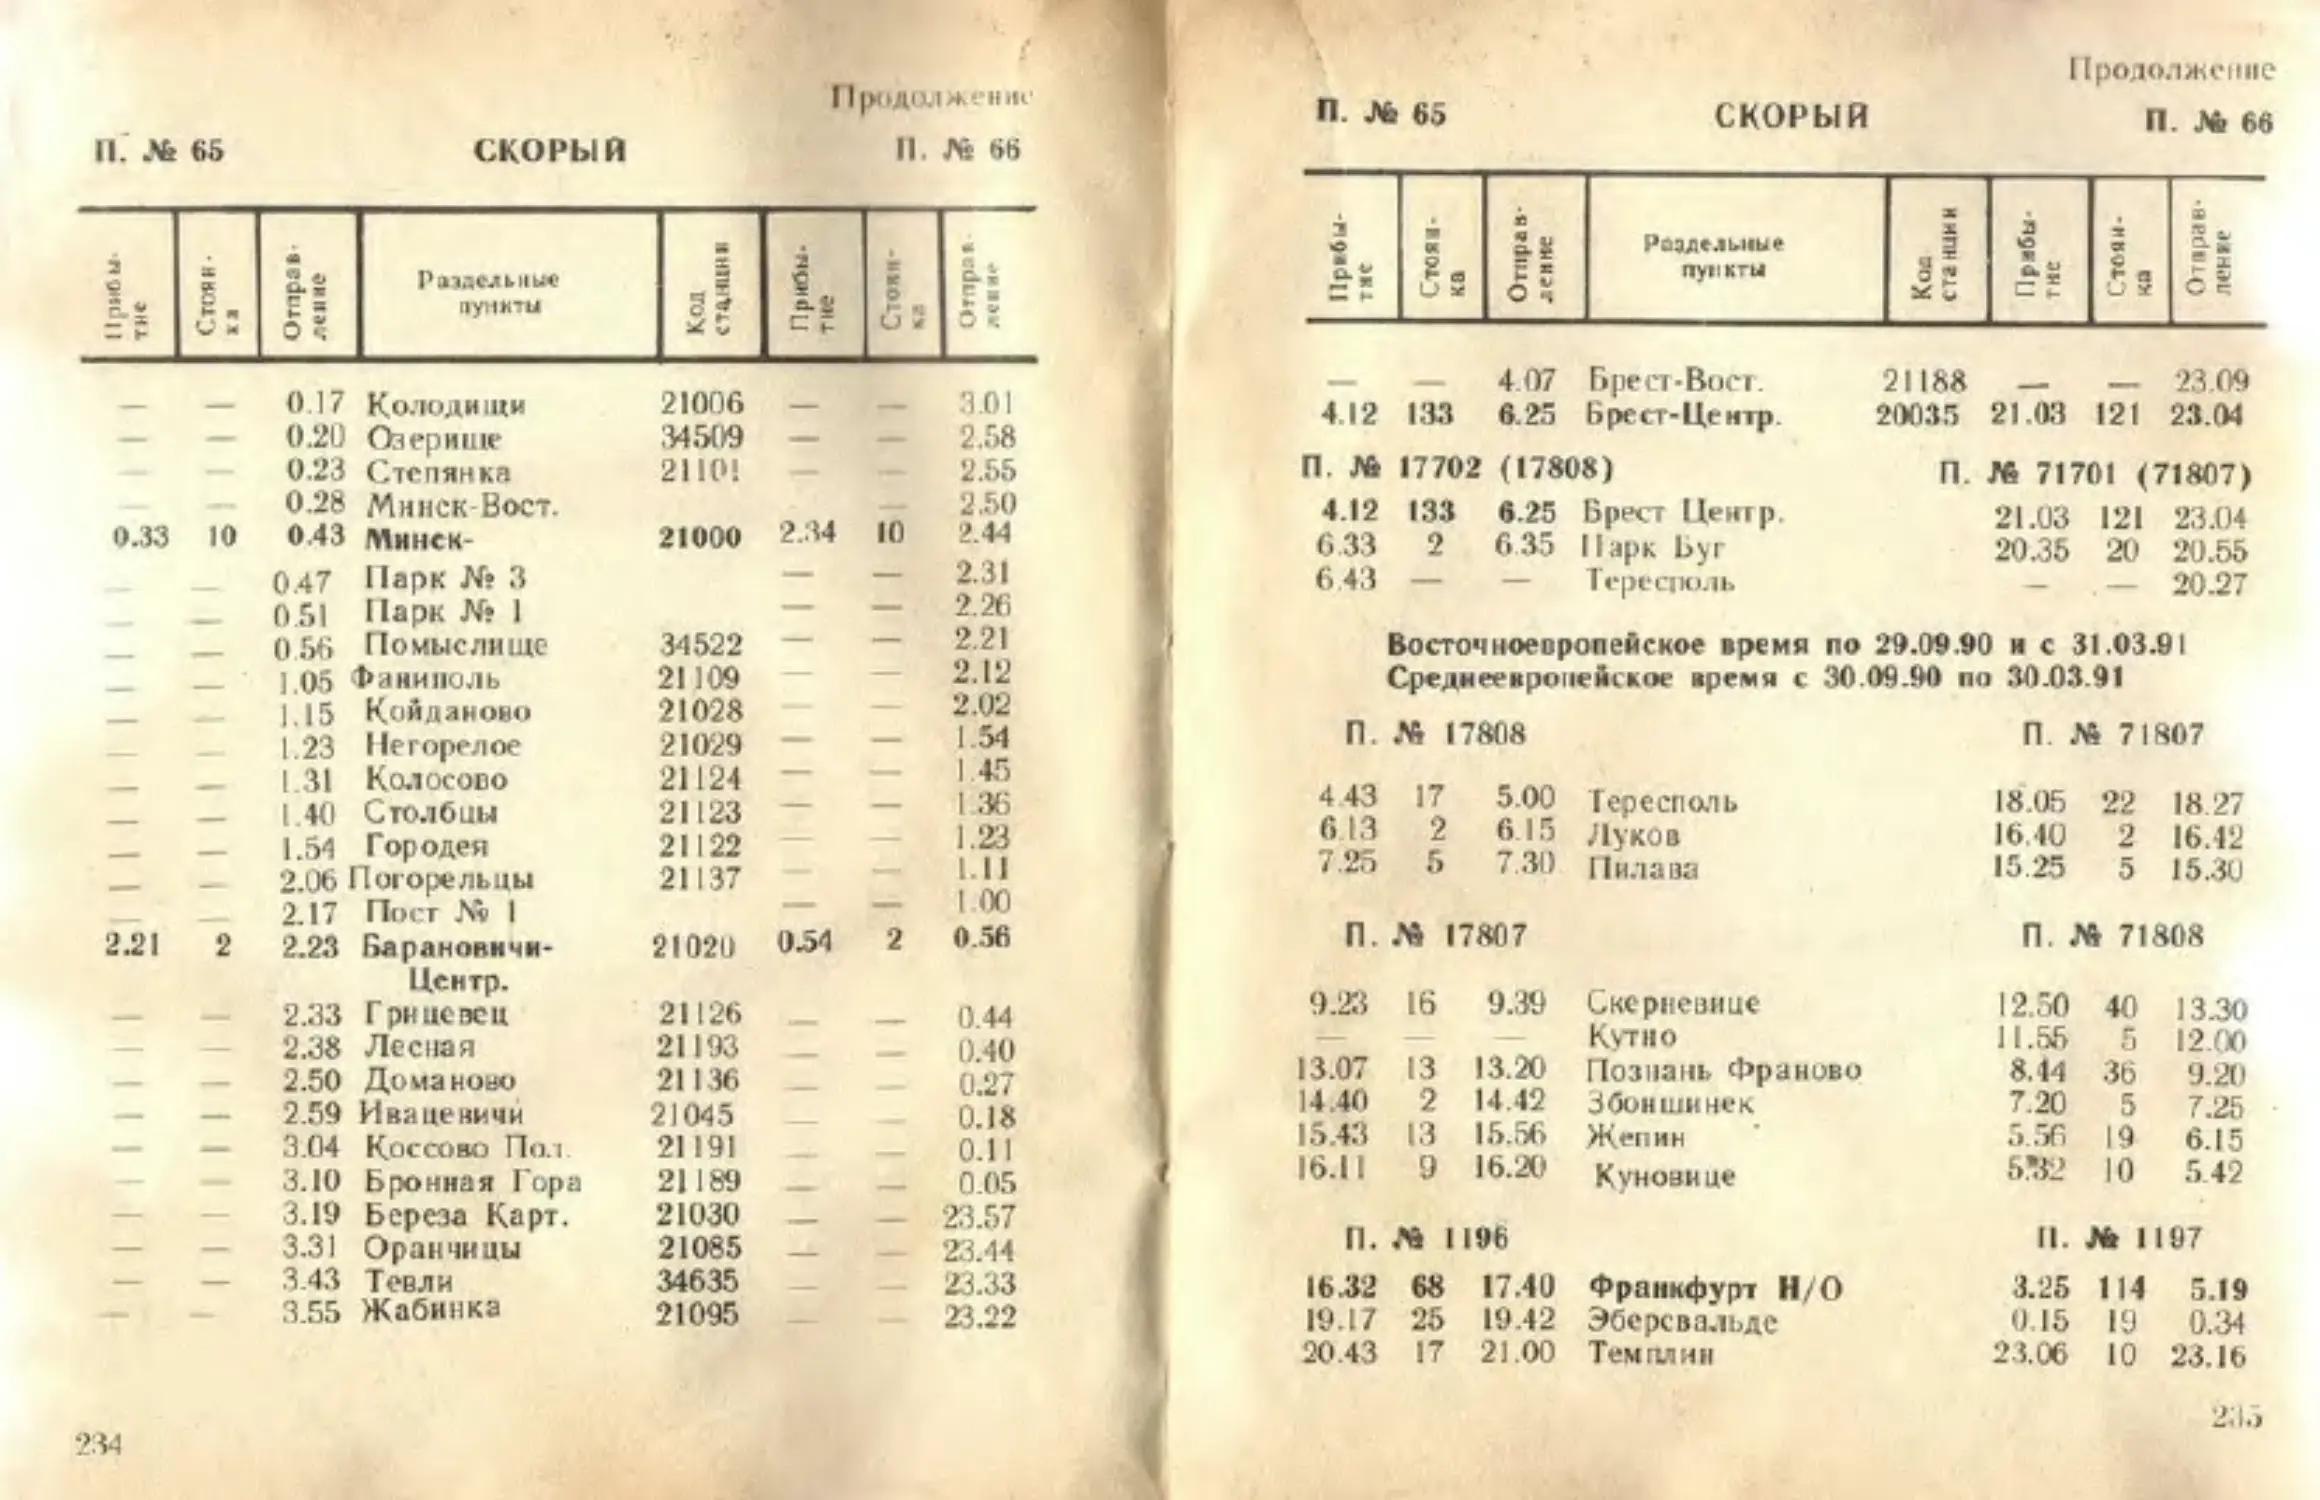 Продолжение
П. № 65 СКОРЫЙ П. № 66
Прибы-тие Стоян-ка Отправ-ление Раздельные пункты Код станции Прибы-тие Стоян-ка Отправ-ление
— — 0.17 Колодищи 21006 — — 3.01
— — 0.20 Озерище 34509 — — 2.58
— — 0.23 Степянка 21101 — — 2.55
— — 0.28 Минск-Вост. — — 2.50
0.33 10 0.43 Минск- 21000 2.34 10 2.44
— — 0.47 Парк № 3 — — 2.31
— — 0.51 Парк № 1 — — 2.26
— — 0.56 Помыслище 34522 — — 2.21
— — 1.05 Фаниполь 21109 — — 2.12
— — 1.15 Койданово 21028 — — 2.02
— — 1.23 Негорелое 21029 — — 1.54
— — 1.31 Колосово 21124 — — 1.45
— — 1.40 Столбцы 21123 — — 1.36
— — 1.54 Городея 21122 — — 1.23
— — 2.06 Погорельцы 21137 — — 1.11
— — 2.17 Пост № 1 — — 1.00
2.21 2 2.23 Барановичи- 21020 0.54 2 0.56
Центр.
— — 2.33 Грицевец 21126 — — 0.44
— — 2.38 Лесная 21193 — — 0.40
— — 2.50 Доманово 21136 — — 0.27
— — 2.59 Ивацевичи 21045 — — 0.18
— — 3.04 Коссово Пол. 21191 — — 0.11
— — 3.10 Бронная Гора 21189 — — 0.05
— — 3.19 Береза Карт. 21030 — — 23.57
— — 3.31 Оранчицы 21085 — — 23.44
— — 3.43 Тевли 34635 — — 23.33
— — 3.55 Жабинка 21095 — — 23.22
234
Продолжение
П. № 65 СКОРЫЙ П. № 66
Прибы-тие Стоян-ка Отправ-ление Раздельные пункты Код станции Прибы-тие Стоян-ка Отправ-ление
— — 4.07 Брест-Вост. 21188 — — 23.09
4.12 133 6.25 Брест-Центр. 20035 21.03 121 23.04
П. № 17702 (17808) П. № 71701 (71807)
4.12 133 6.25 Брест Центр. 21.03 121 23.04
6.33 2 6.35 Парк Буг 20.35 20 20.55
6.43 — — Тересполь — — 20.27
Восточноевропейское время по 29.09.90 и с 31.03.91
Среднеевропейское время с 30.09.90 по 30.03.91
П. № 17808 П. № 71807
4.43 17 5.00 Тересполь 18.05 22 18.27
6.13 2 6.15 Луков 16.40 2 16.42
7.25 5 7.30 Пилава 15.25 5 15.30
П. № 17807 П. № 71808
9.23 16 9.39 Скерневице 12.50 40 13.30
— — — Кутно 11.55 5 12.00
13.07 13 13.20 Познань Франово 8.44 36 9.20
14.40 2 14.42 Збоншинек 7.20 5 7.25
15.43 13 15.56 Жепин 5.56 19 6.15
16.11 9 16.20 Куновице 5.32 10 5.42
П. № 1196 П. № 1197
16.32 68 17.40 Франкфурт Н/О 3.25 114 5.19
19.17 25 19.42 Эберсвальде 0.15 19 0.34
20.43 17 21.00 Темплин 23.06 10 23.16
235